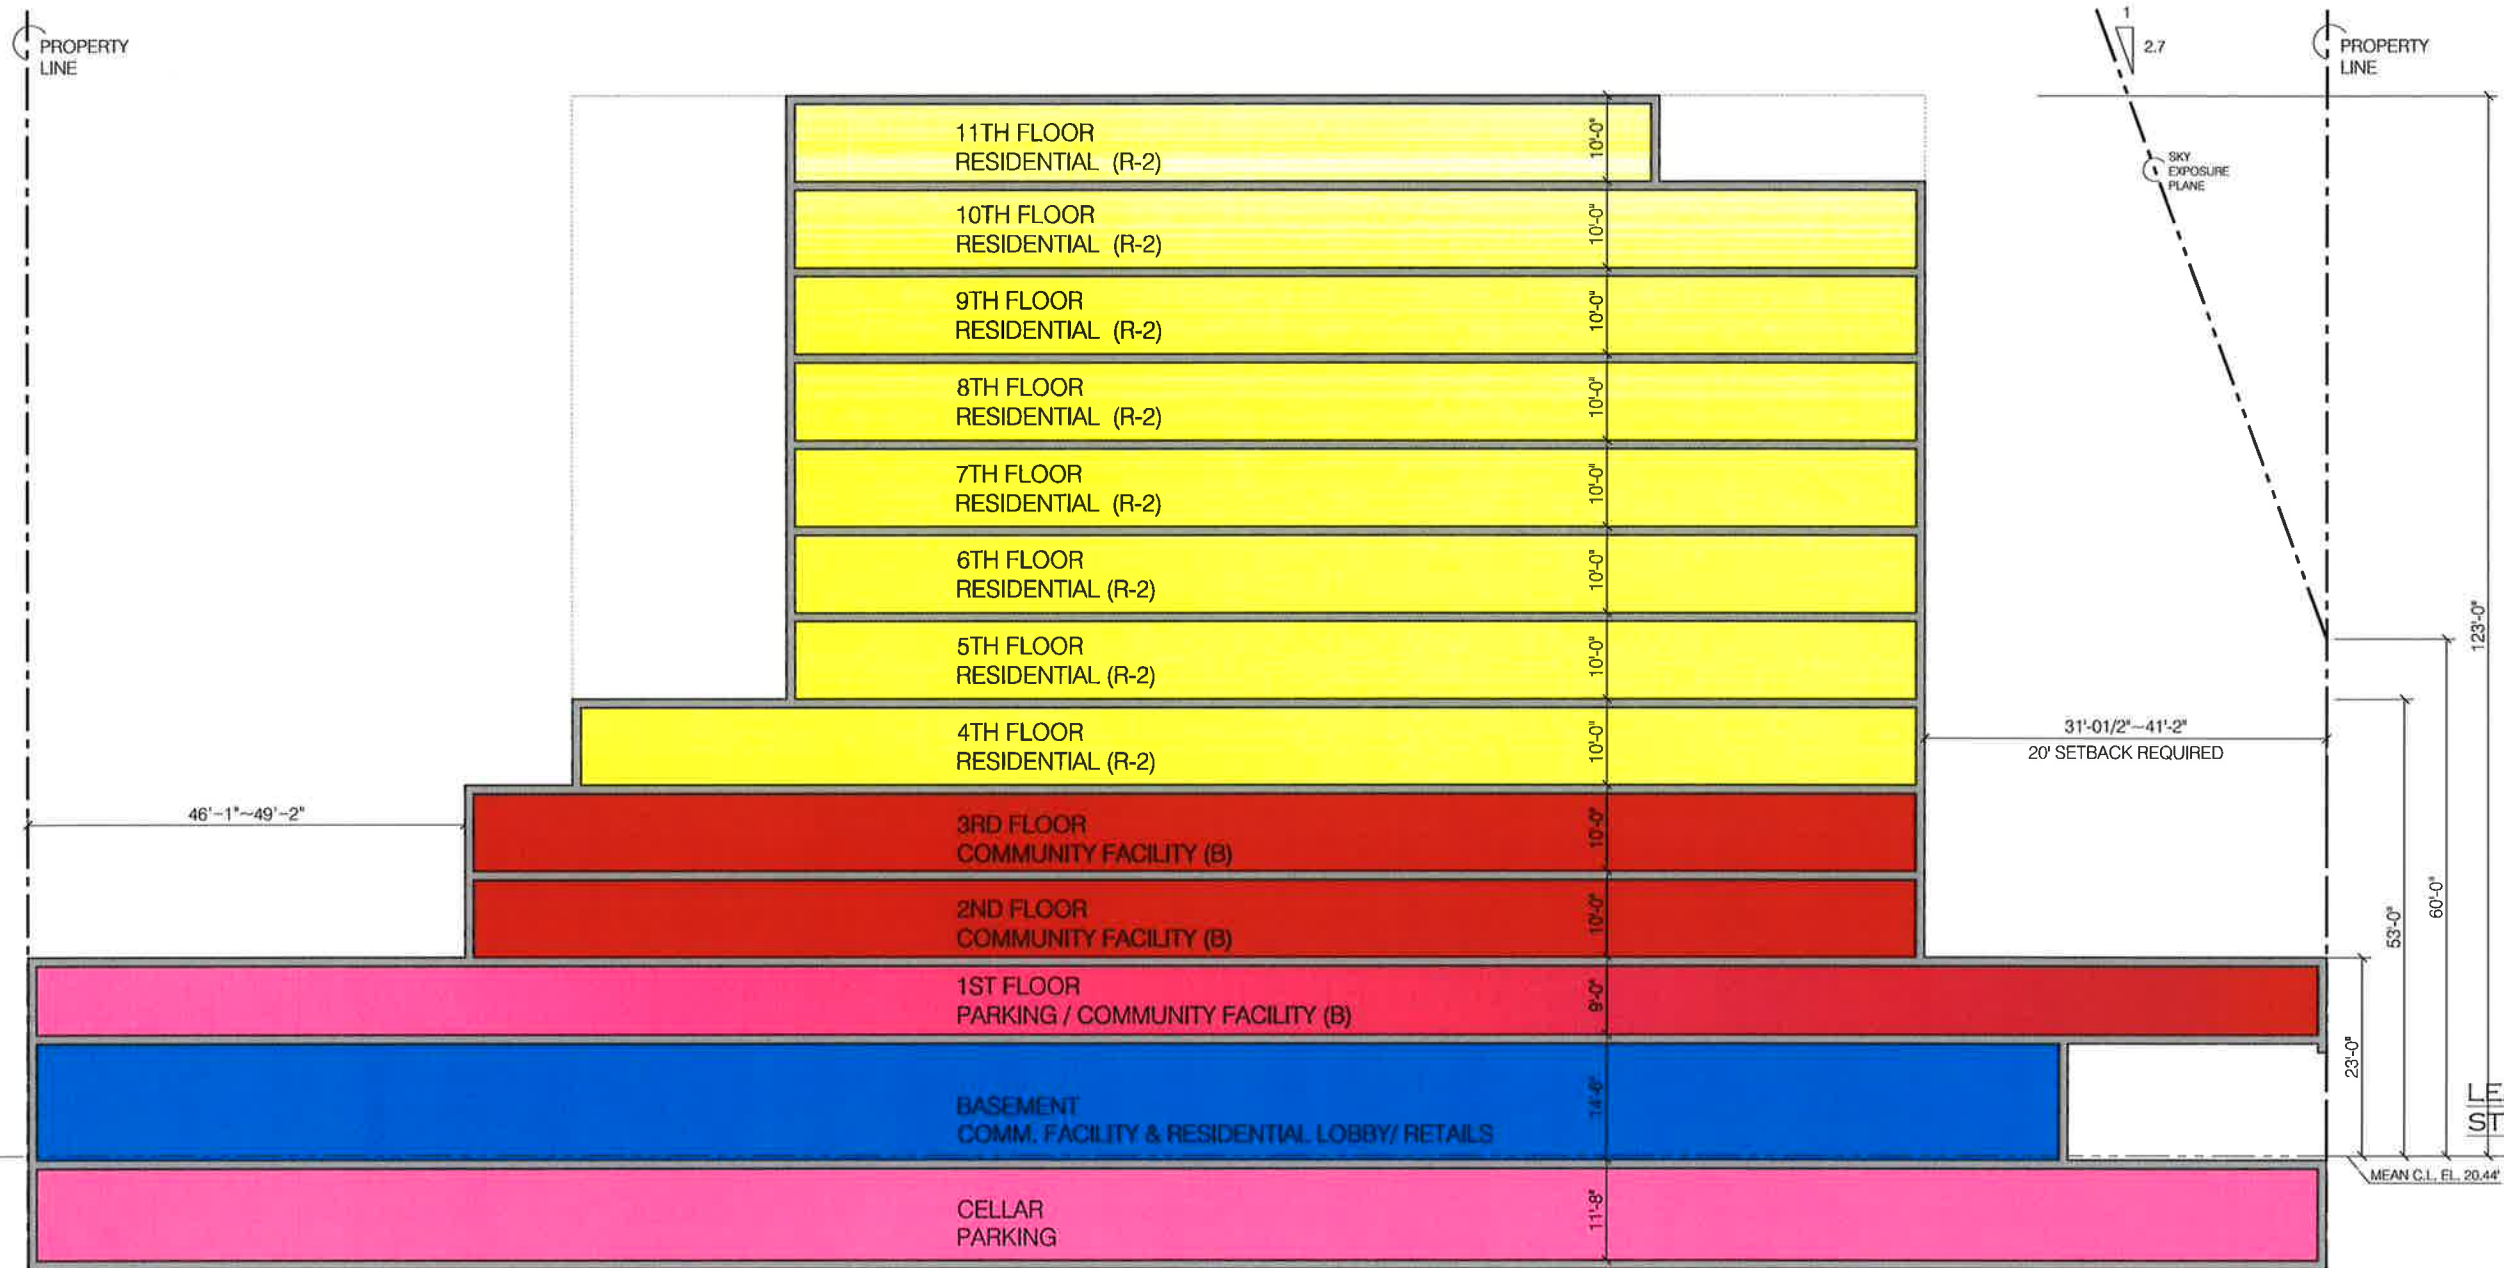 PROPERTY
LINE
1
2.7
PROPERTY
LINE
SKY
EXPOSURE
PLANE
11TH FLOOR
RESIDENTIAL (R-2)
10'-0"
10TH FLOOR
RESIDENTIAL (R-2)
10'-0"
9TH FLOOR
RESIDENTIAL (R-2)
10'-0"
8TH FLOOR
RESIDENTIAL (R-2)
10'-0"
7TH FLOOR
RESIDENTIAL (R-2)
10'-0"
6TH FLOOR
RESIDENTIAL (R-2)
10'-0"
5TH FLOOR
RESIDENTIAL (R-2)
10'-0"
4TH FLOOR
RESIDENTIAL (R-2)
10'-0"
31'-01/2"~41'-2"
20' SETBACK REQUIRED
46'-1"~49'-2"
3RD FLOOR
COMMUNITY FACILITY (B)
10'-0"
2ND FLOOR
COMMUNITY FACILITY (B)
10'-0"
1ST FLOOR
PARKING / COMMUNITY FACILITY (B)
9'-0"
BASEMENT
COMM. FACILITY & RESIDENTIAL LOBBY/ RETAILS
14'-6"
CELLAR
PARKING
11'-8"
23'-0"
53'-0"
60'-0"
123'-0"
MEAN C.L. EL. 20.44'